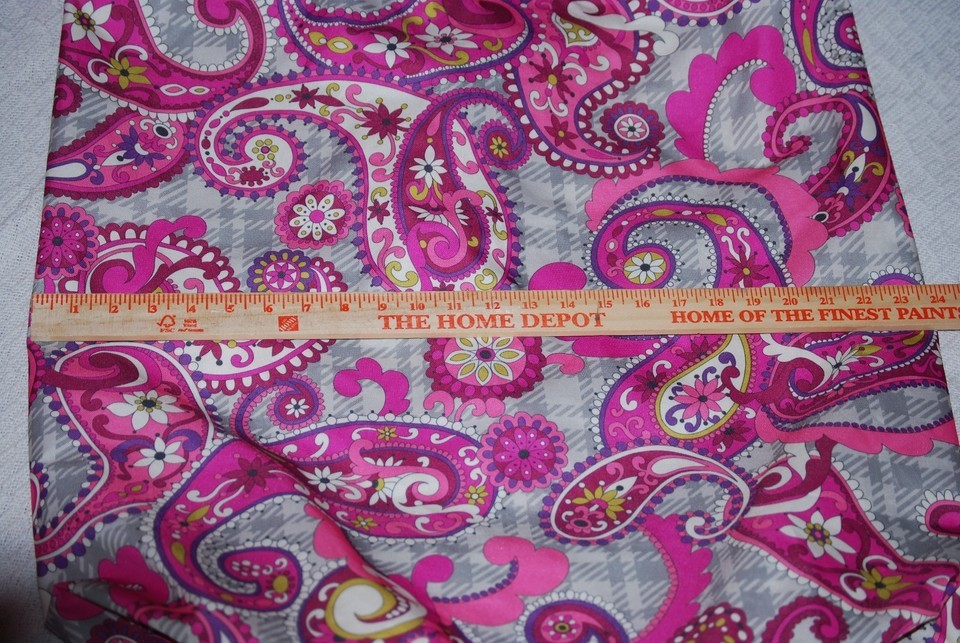 1 2 3 4 5 6 7 8 9 10 11 12 13 14 15 16 17 18 19 20 21 22 23 24
FSC THE HOME DEPOT HOME OF THE FINEST PAINTS